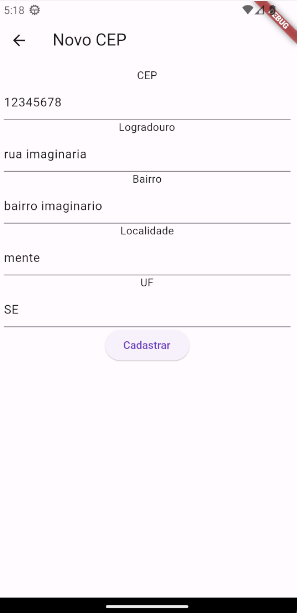 5:18
DEBUG
Novo CEP
CEP
12345678
Logradouro
rua imaginaria
Bairro
bairro imaginario
Localidade
mente
UF
SE
Cadastrar